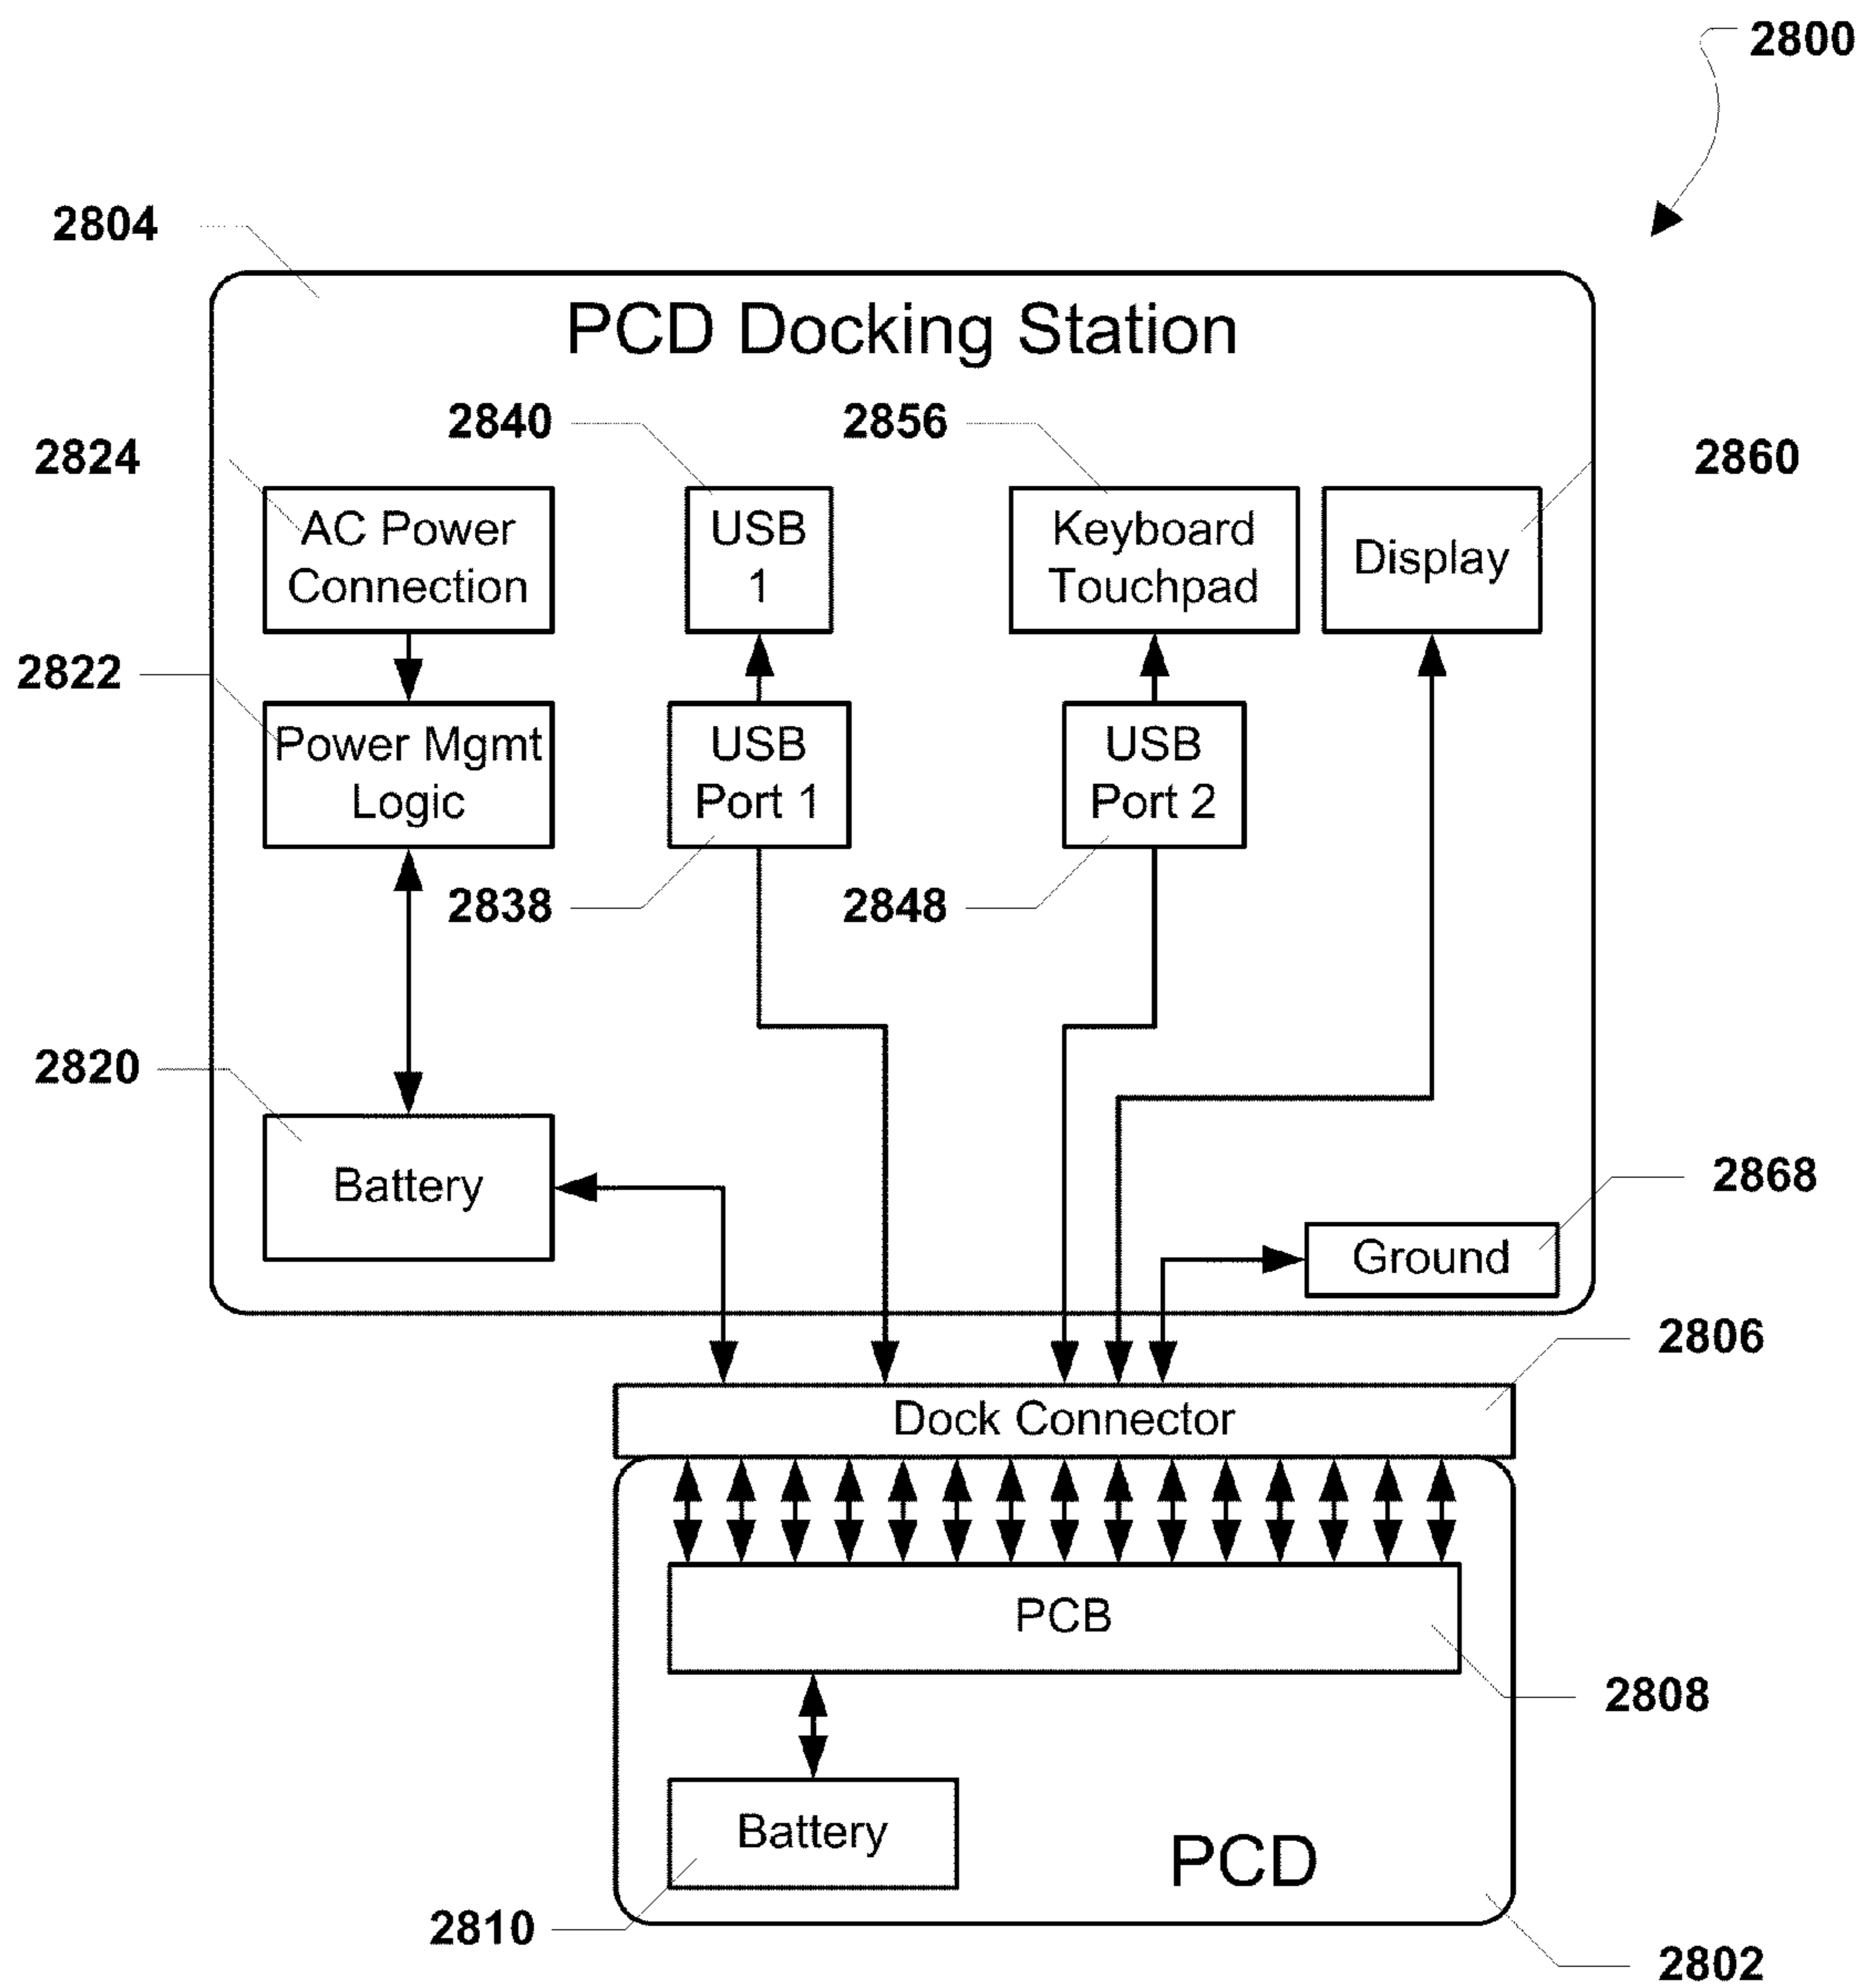 2800
2804
PCD Docking Station
2840
2856
2824
2860
AC Power
Connection
USB
1
Keyboard
Touchpad
Display
2822
Power Mgmt
Logic
USB
Port 1
USB
Port 2
2838
2848
2820
Battery
2868
Ground
2806
Dock Connector
PCB
2808
Battery
PCD
2810
2802